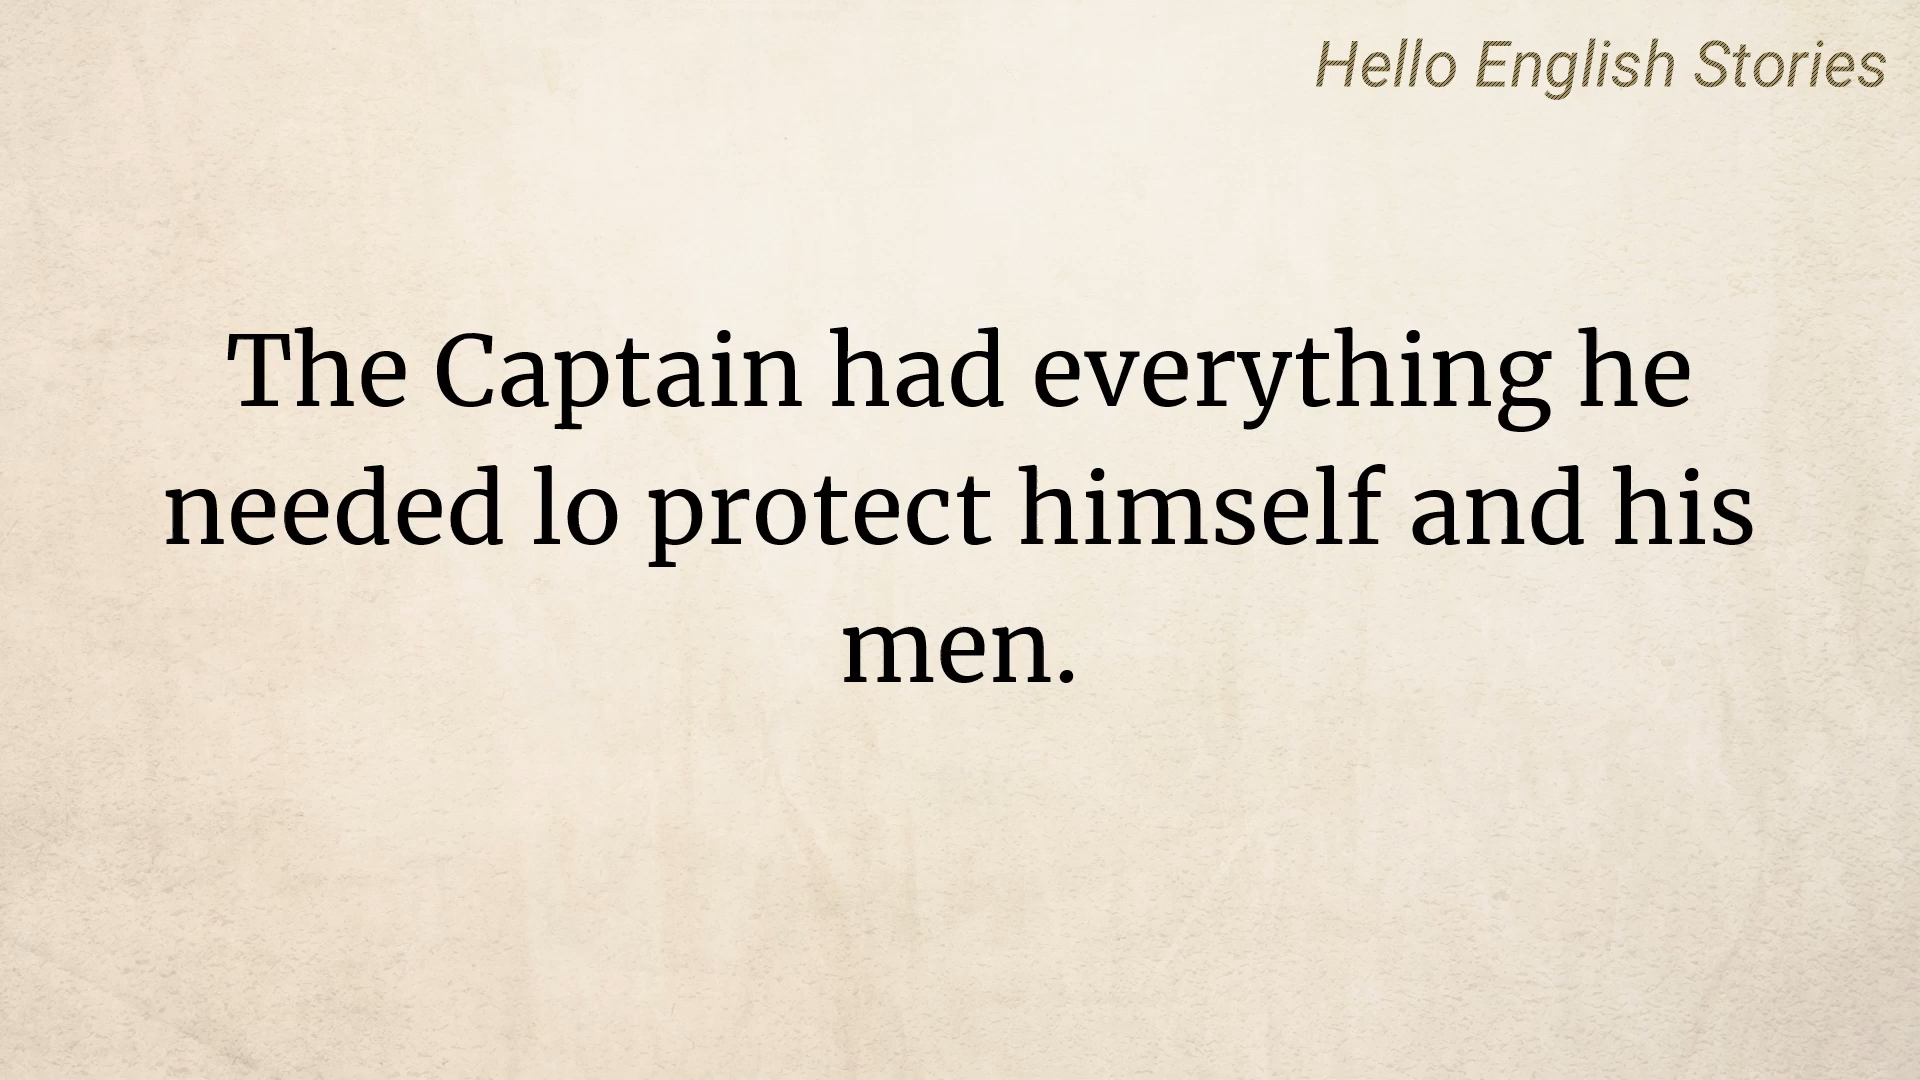 Hello English Stories
The Captain had everything he
needed lo protect himself and his
men.